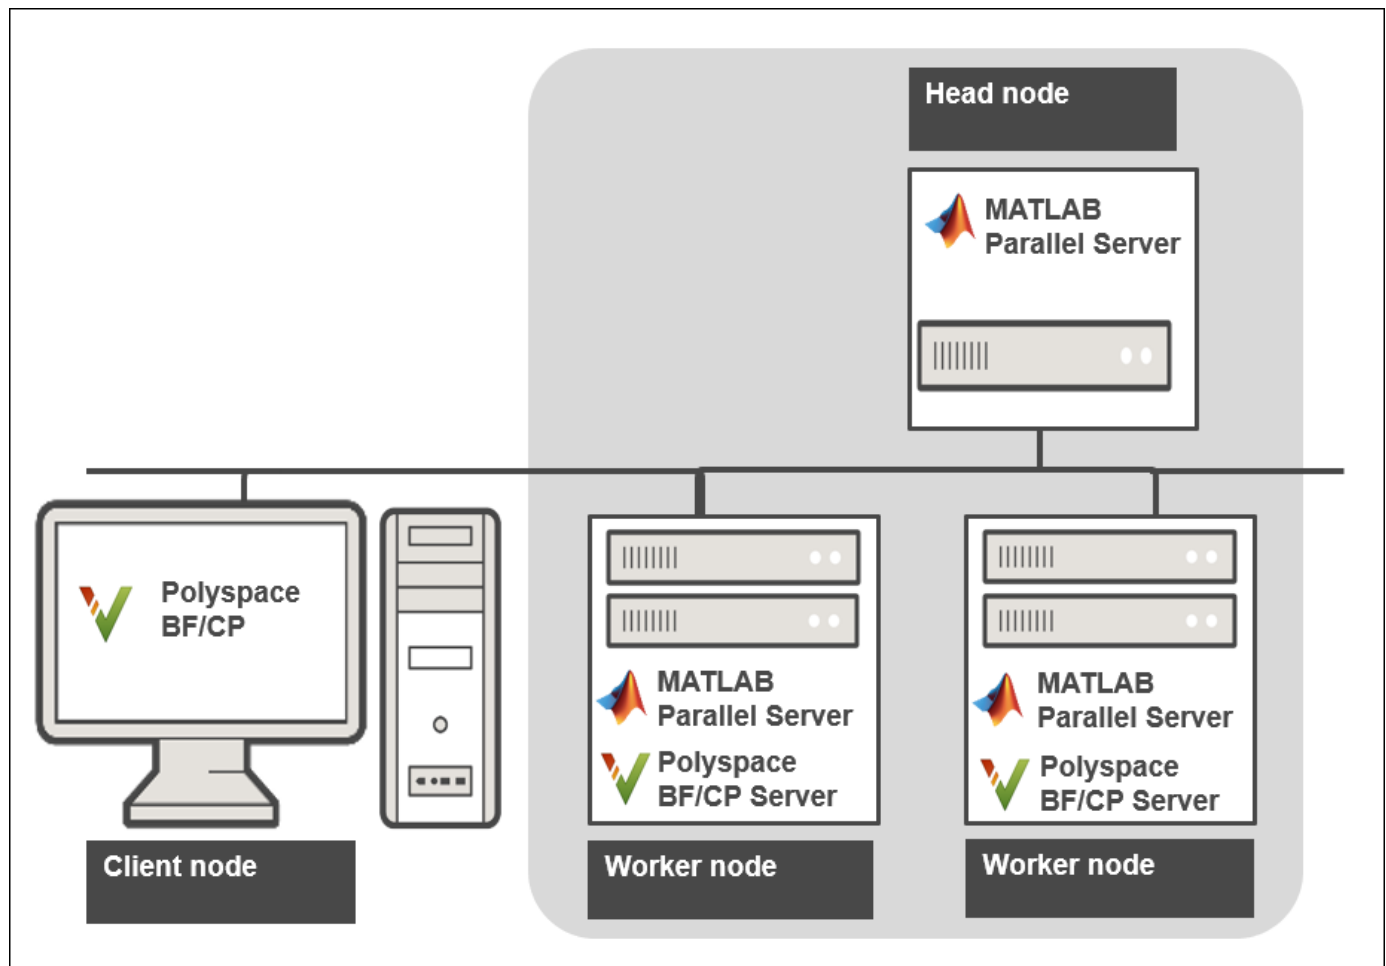 Head node
MATLAB
Parallel Server
Polyspace
BF/CP
MATLAB
Parallel Server
Polyspace
BF/CP Server
MATLAB
Parallel Server
Polyspace
BF/CP Server
Client node
Worker node
Worker node